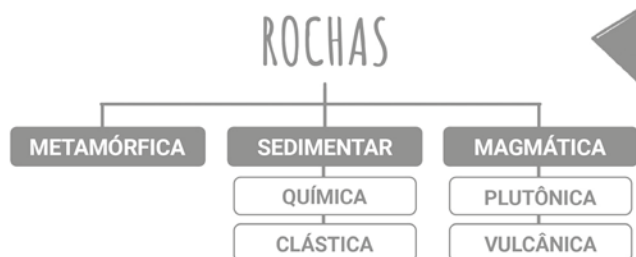 ROCHAS
METAMÓRFICA SEDIMENTAR MAGMÁTICA
QUÍMICA PLUTÔNICA
CLÁSTICA VULCÂNICA